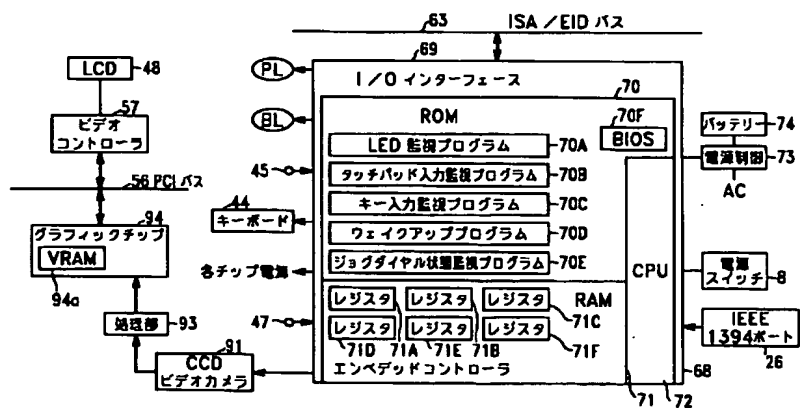 63
ISA／EID バス
69
LCD
48
PL
I／O インターフェース
57
70
ビデオ
コントローラ
BL
ROM
70F
BIOS
バッテリー
74
LED 監視プログラム
70A
電源制御
73
45
タッチパッド入力監視プログラム
70B
AC
56 PCI バス
94
44
キー入力監視プログラム
70C
グラフィックチップ
キーボード
VRAM
ウェイクアッププログラム
70D
CPU
電源
スイッチ
8
各チップ電源
ジョグダイヤル状態監視プログラム
70E
94a
レジスタ
レジスタ
レジスタ
RAM
71C
処理部
93
47
レジスタ
レジスタ
レジスタ
IEEE
1394ポート
26
91
71D
71A
71E
71B
71F
CCD
ビデオカメラ
エンベデッドコントローラ
68
71
72